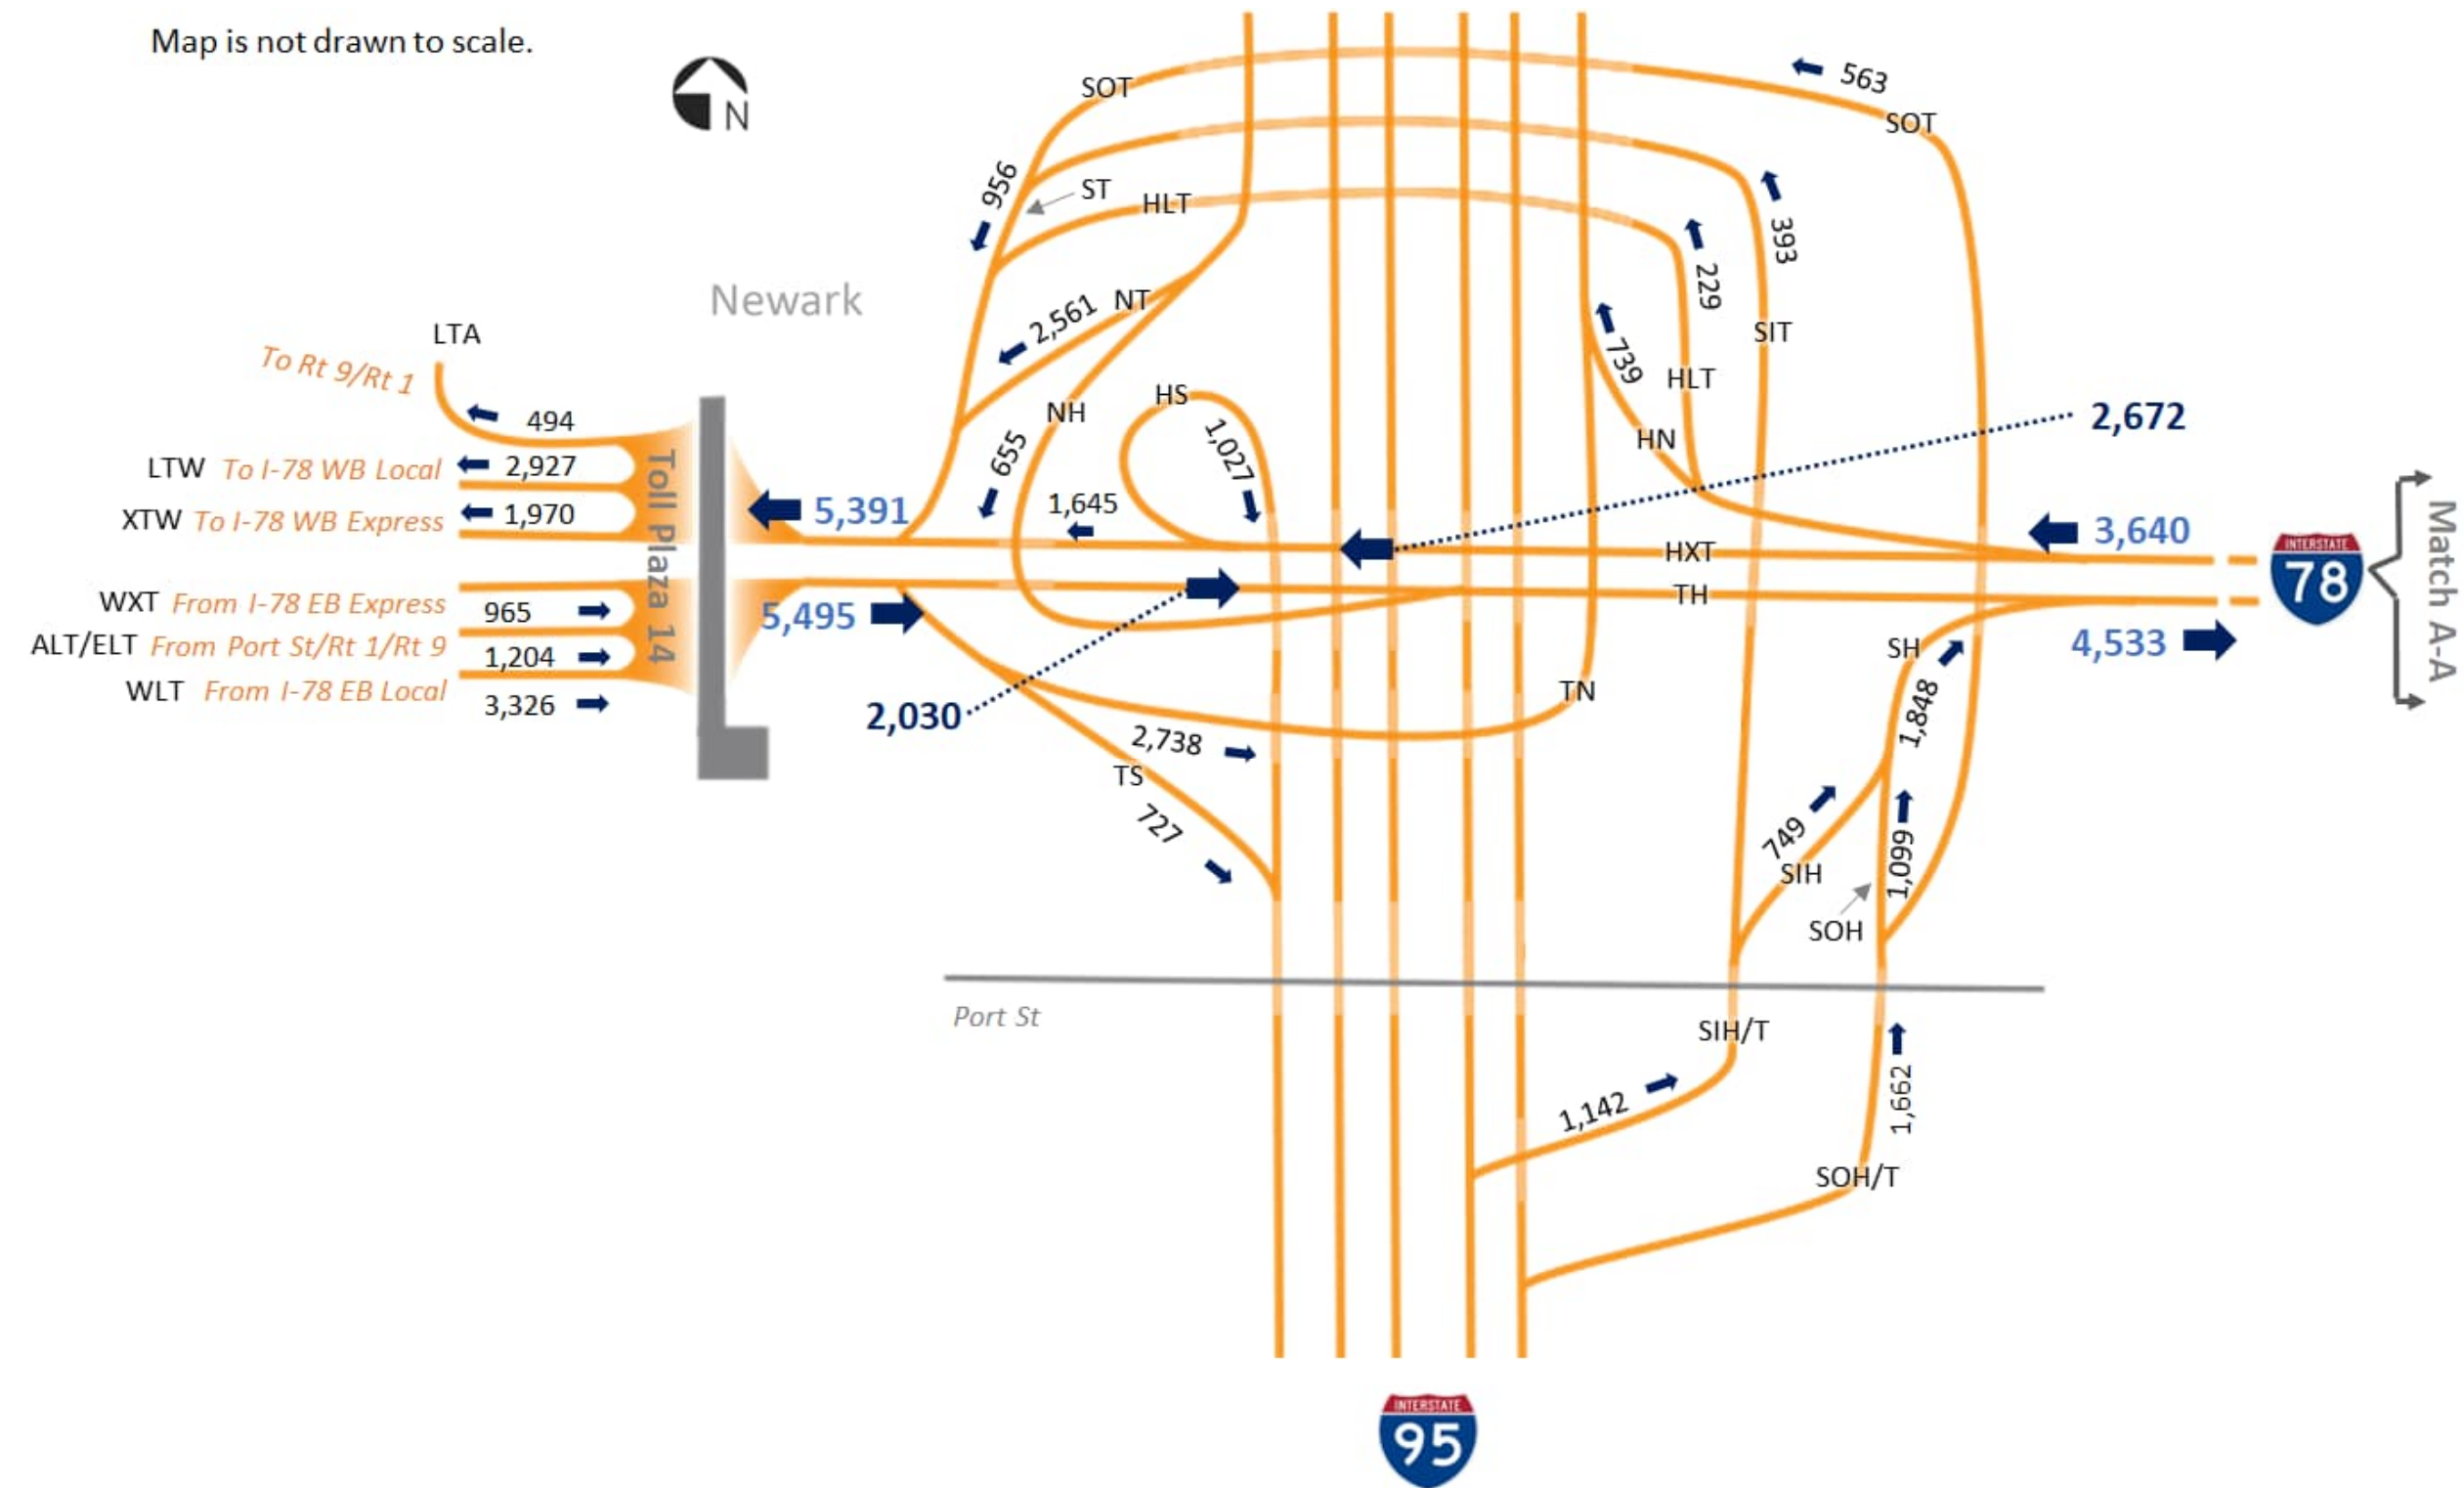 Map is not drawn to scale.
N
SOT
563
SOT
956
ST
HLT
393
229
Newark
NT
2,561
SIT
LTA
To Rt 9/Rt 1
739
HLT
HS
NH
494
1,027
2,672
HN
655
LTW To I-78 WB Local
2,927
1,645
XTW To I-78 WB Express
1,970
5,391
3,640
Toll Plaza 14
HXT
INTERSTATE
78
Match A-A
WXT From I-78 EB Express
965
5,495
TH
ALT/ELT From Port St/Rt 1/Rt 9
1,204
SH
4,533
WLT From I-78 EB Local
3,326
TN
2,030
1,848
2,738
TS
727
749
SIH
1,099
SOH
Port St
SIH/T
1,142
1,662
SOH/T
INTERSTATE
95